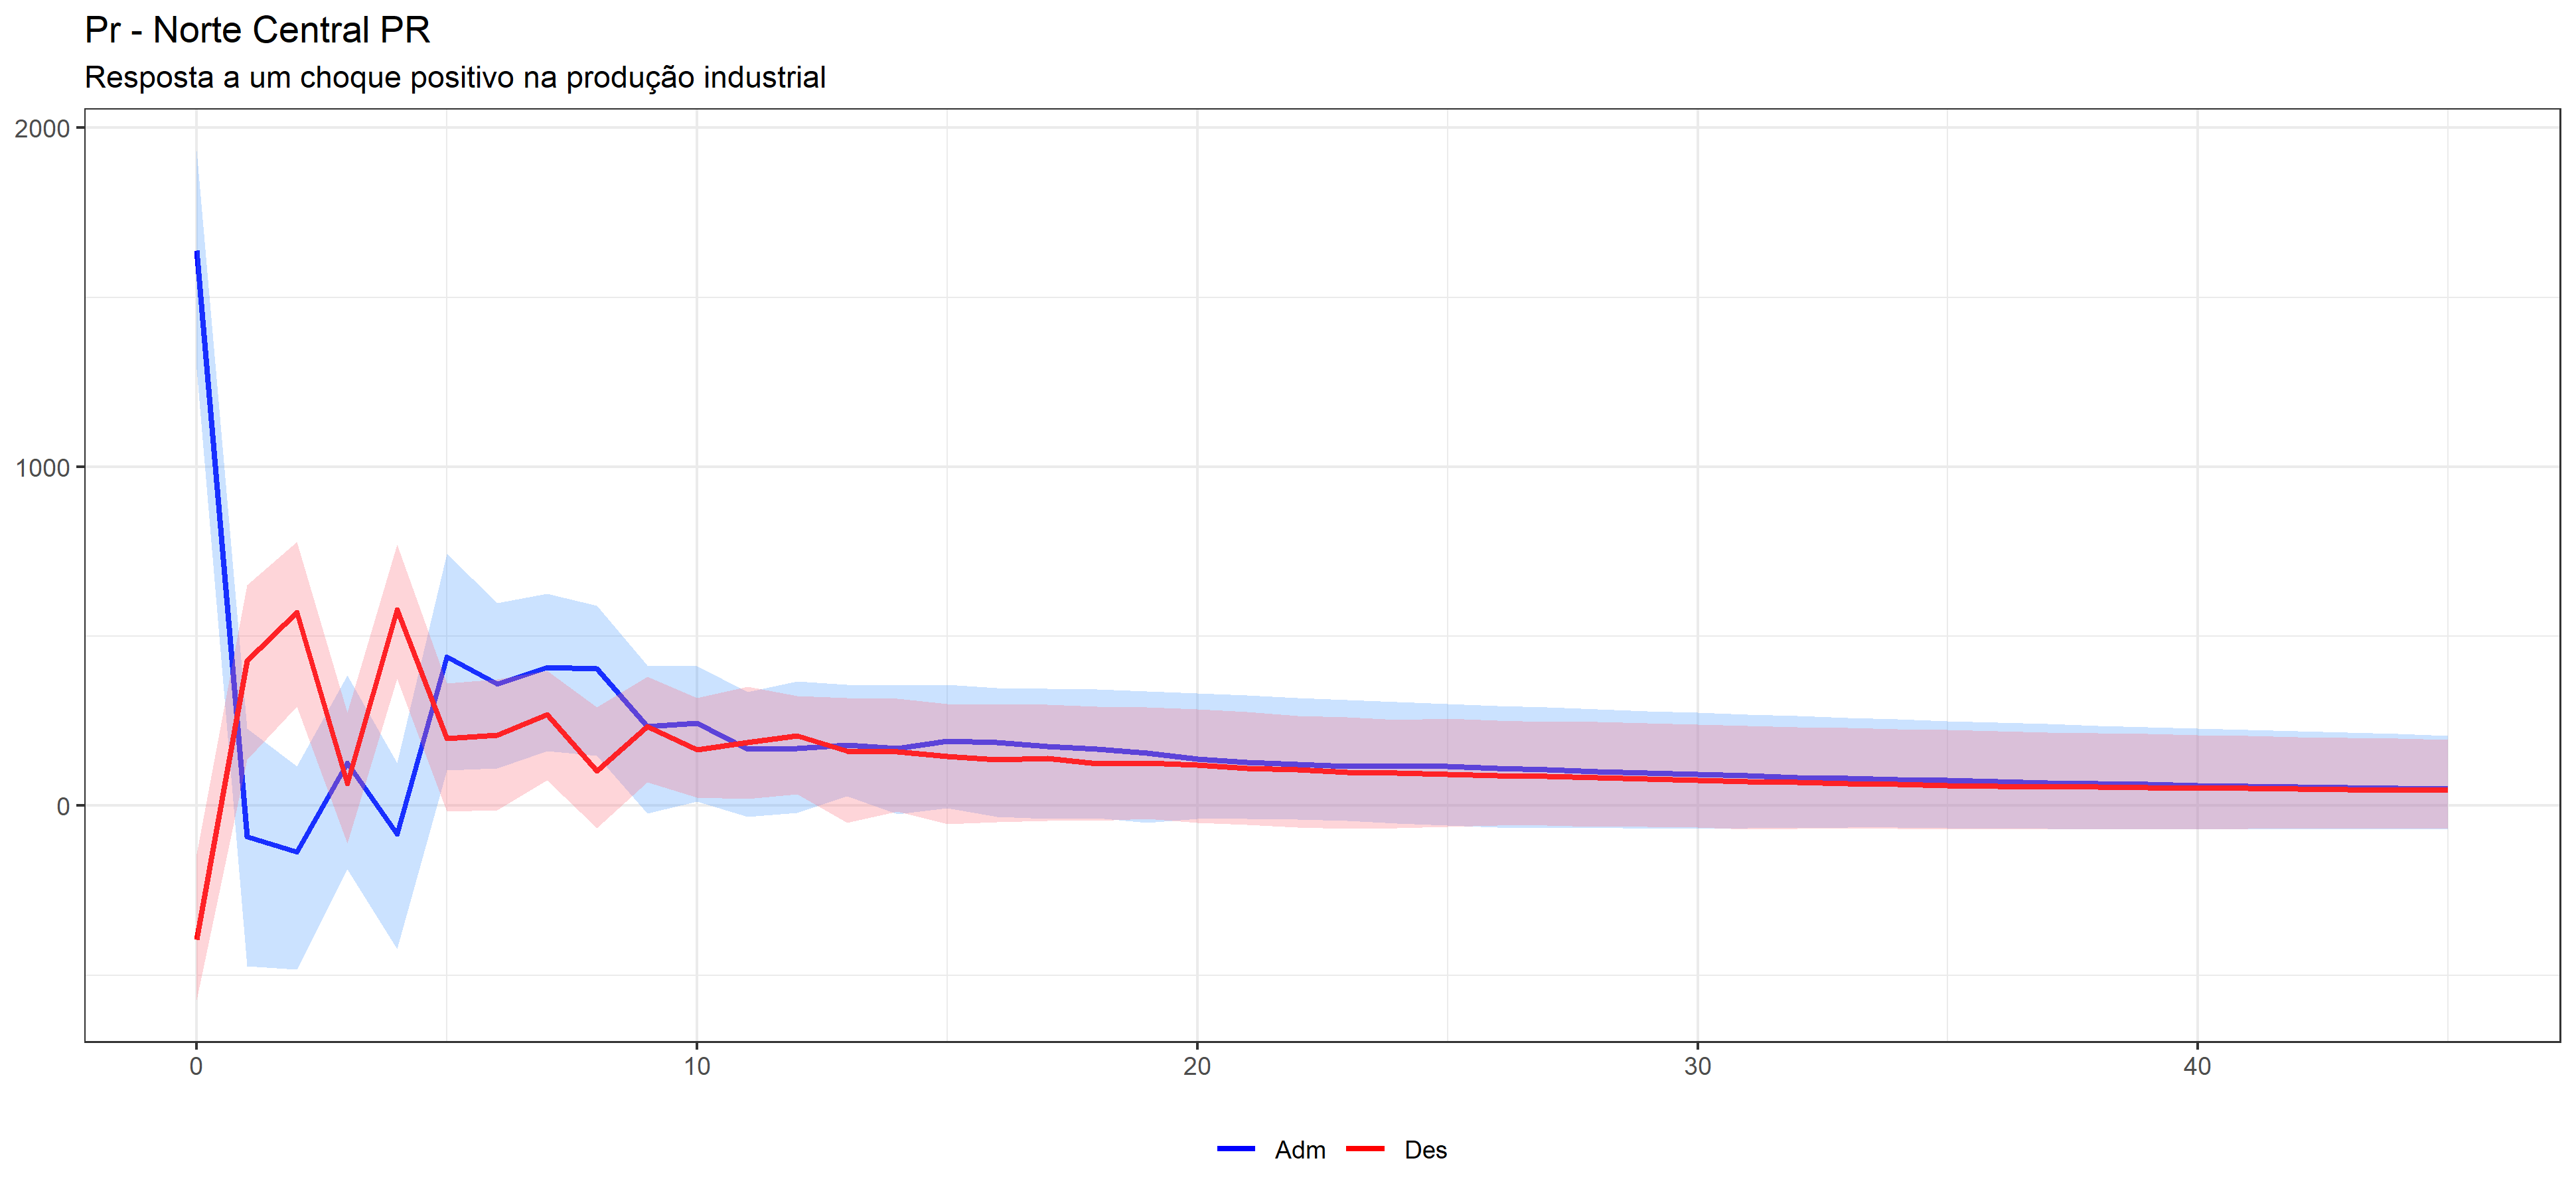 Pr - Norte Central PR
Resposta a um choque positivo na produção industrial
2000
1000
0
0 10 20 30 40
Adm Des